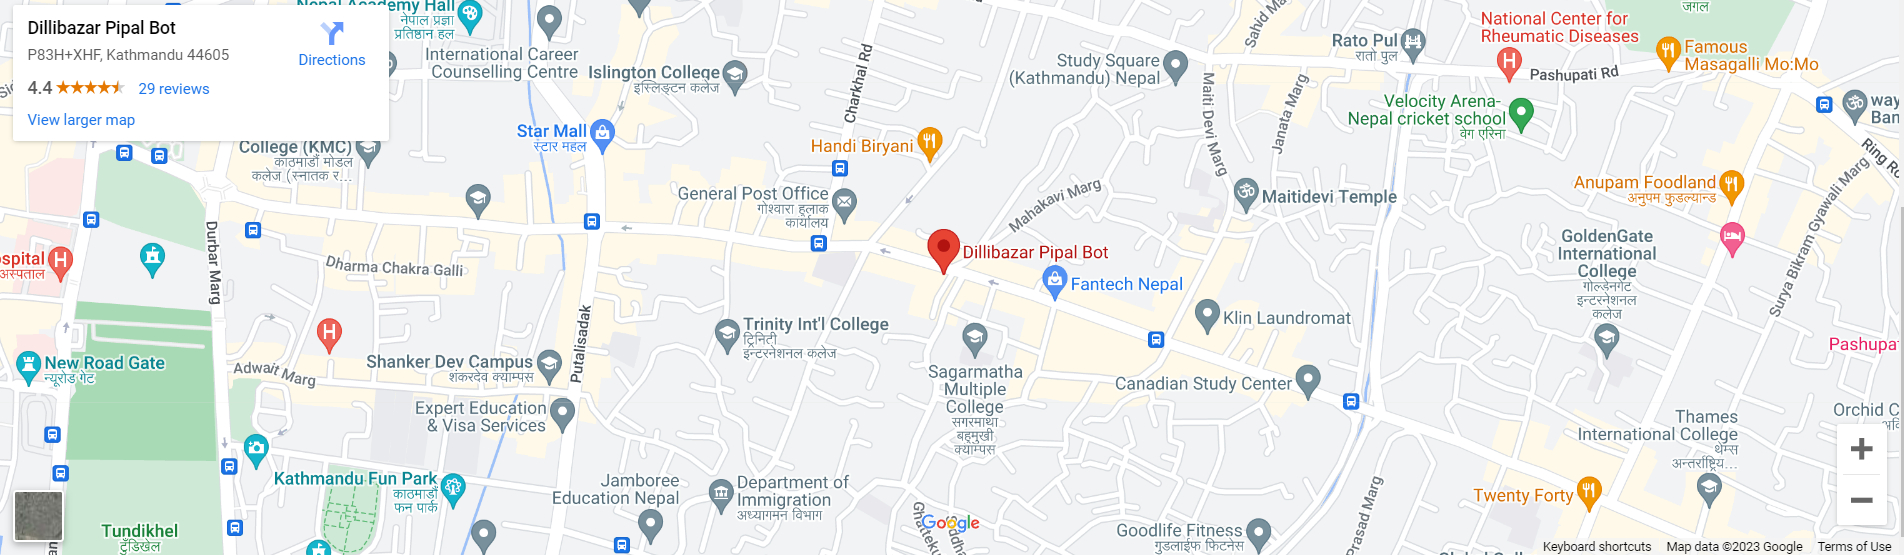 Dillibazar Pipal Bot
P83H+XHF, Kathmandu 44605
Directions
4.4
29 reviews
View larger map
Nepal Academy Hall
नेपाल प्रज्ञा
प्रतिष्ठान हल
International Career
Counselling Centre
Islington College
इस्लिङ्टन कलेज
Charkhal Rd
Study Square
(Kathmandu) Nepal
Sahid Marg
Rato Pul
रातो पुल
National Center for
Rheumatic Diseases
जंगल
Famous
Masagalli Mo:Mo
Pashupati Rd
Velocity Arena-
Nepal cricket school
वेग एरिना
Ring Ro
way
Ban
Star Mall
स्टार महल
College (KMC)
काठमाडौं मोडल
कलेज (स्नातक र...
Handi Biryani
General Post Office
गोश्वारा हुलाक
कार्यालय
Maiti Devi Marg
Janata Marg
Mahakavi Marg
Maitidevi Temple
Anupam Foodland
अनुपम फुडल्यान्ड
Surya Bikram Gyawali Marg
ospital
अस्पताल
Durbar Marg
Dharma Chakra Galli
Dillibazar Pipal Bot
Fantech Nepal
GoldenGate
International
College
गोल्डेनगेट
इन्टरनेशनल
कलेज
Klin Laundromat
Trinity Int'l College
ट्रिनिटी
इन्टरनेशनल कलेज
Putalisadak
Pashupat
New Road Gate
न्यूरोड गेट
Adwait Marg
Shanker Dev Campus
शंकरदेव क्याम्पस
Sagarmatha
Multiple
College
सगरमाथा
बहुमुखी
क्याम्पस
Canadian Study Center
Expert Education
& Visa Services
Thames
International College
थेम्स
अन्तर्राष्ट्रिय...
Orchid C
Kathmandu Fun Park
काठमाडौं
फन पार्क
Jamboree
Education Nepal
Department of
Immigration
अध्यागमन विभाग
Twenty Forty
Prasad Marg
Google
Goodlife Fitness
गुडलाईफ फिटनेस
Tundikhel
टुँडिखेल
Keyboard shortcuts
Map data ©2023 Google
Terms of Use